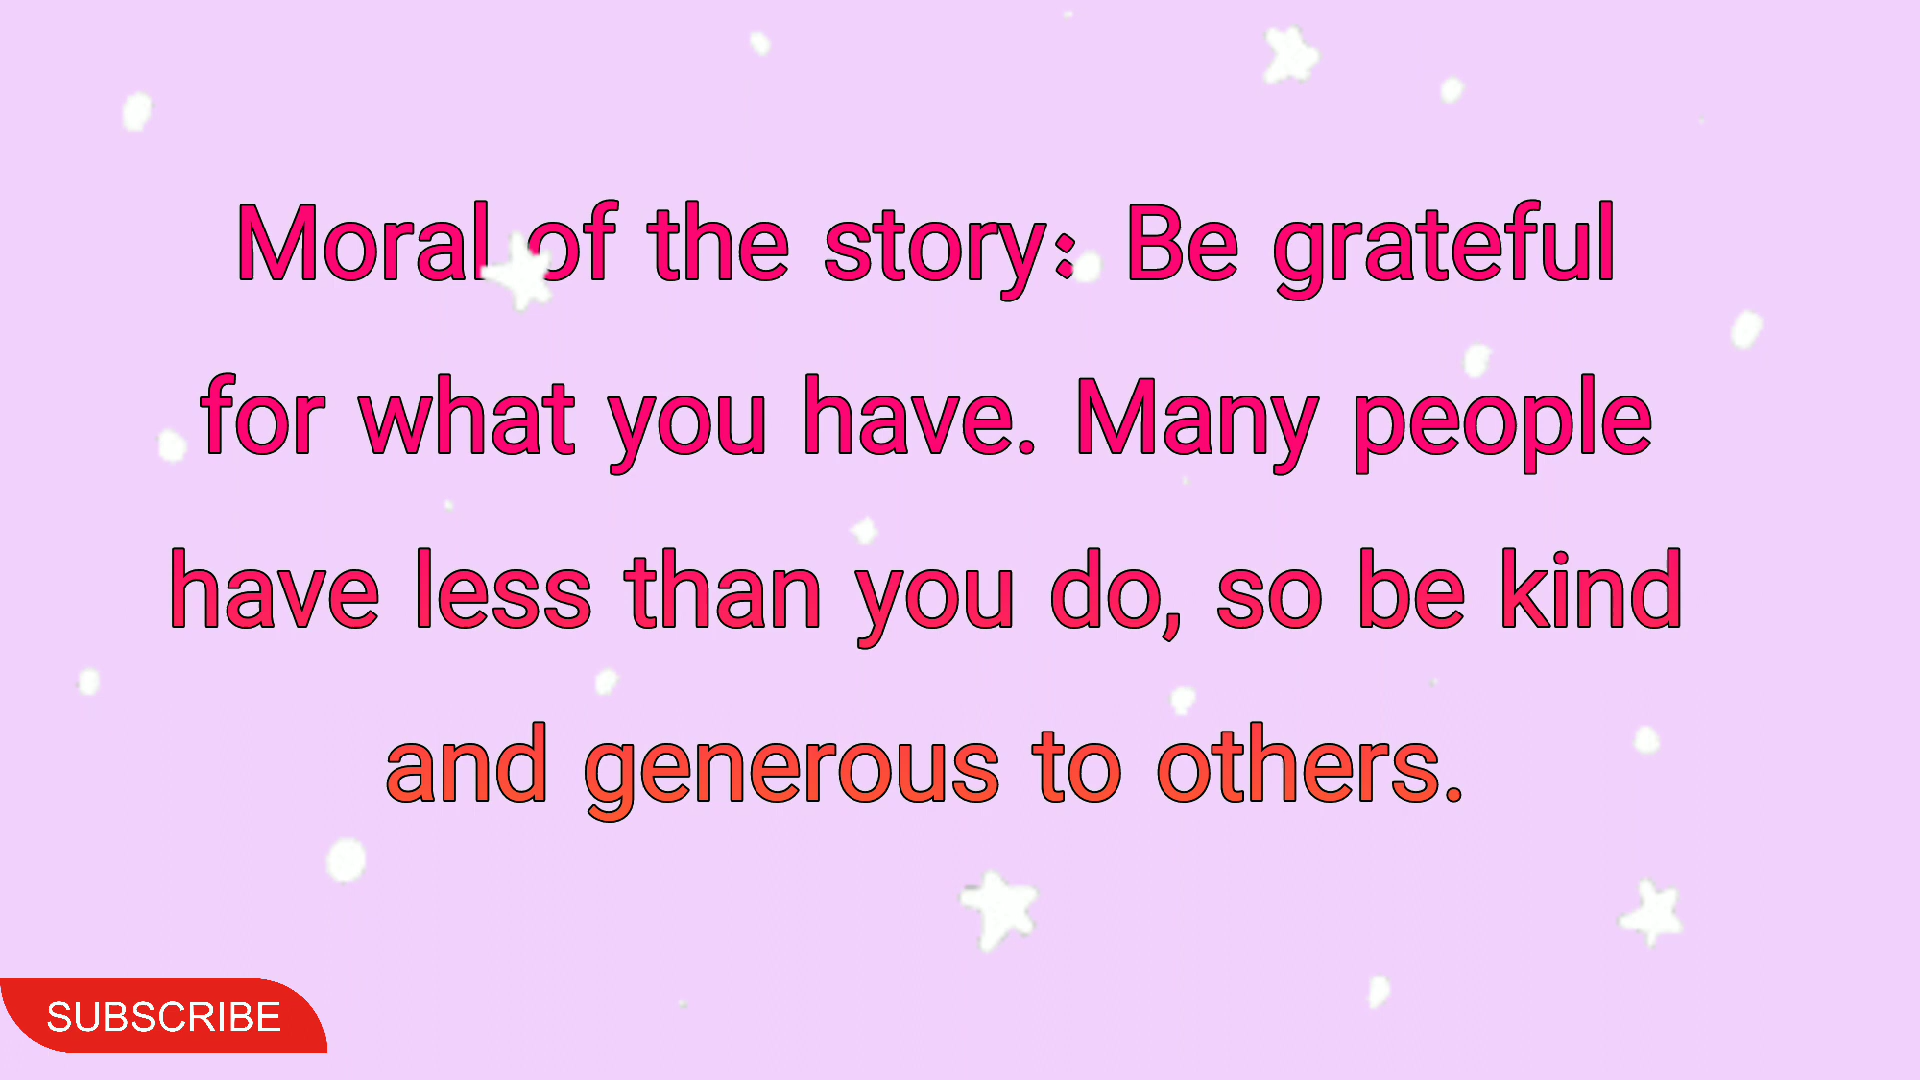 Moral of the story: Be grateful
for what you have. Many people
have less than you do, so be kind
and generous to others.
SUBSCRIBE